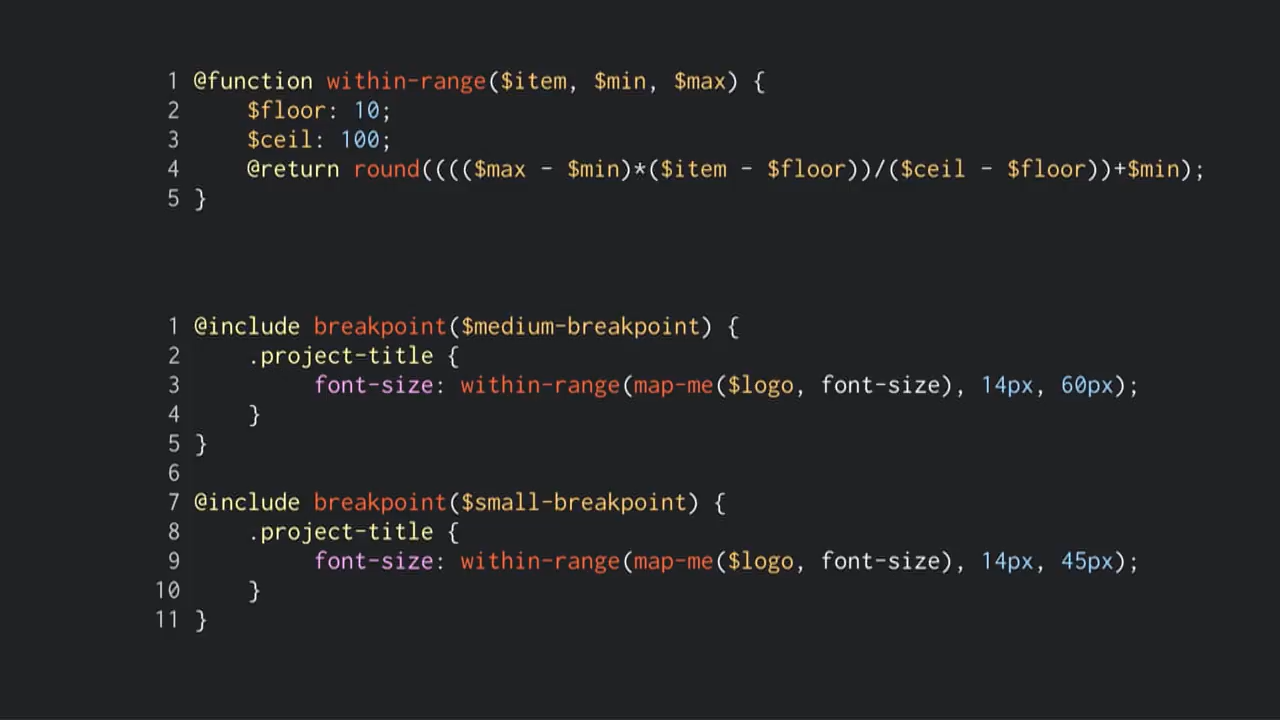 1 @function within-range($item, $min, $max) {
2     $floor: 10;
3     $ceil: 100;
4     @return round(((($max - $min)*($item - $floor))/($ceil - $floor))+$min);
5 }
1 @include breakpoint($medium-breakpoint) {
2     .project-title {
3          font-size: within-range(map-me($logo, font-size), 14px, 60px);
4     }
5 }
6
7 @include breakpoint($small-breakpoint) {
8     .project-title {
9          font-size: within-range(map-me($logo, font-size), 14px, 45px);
10     }
11 }